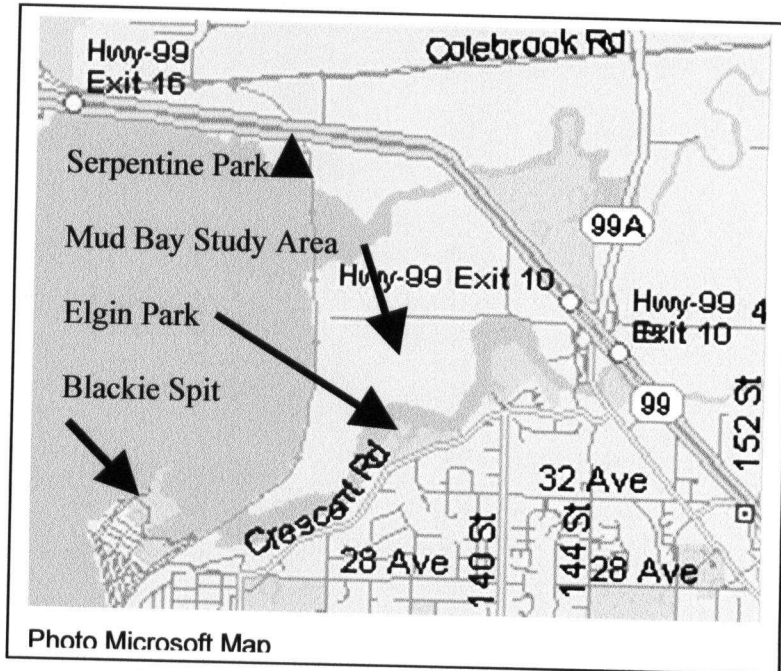 Hwy-99
Exit 16
Colebrook Rd
Serpentine Park
99A
Mud Bay Study Area
Hwy-99 Exit 10
Hwy-99
Exit 10
4
Elgin Park
99
Blackie Spit
152 St
32 Ave
Crescent Rd
140 St
144 St
28 Ave
28 Ave
Photo Microsoft Map